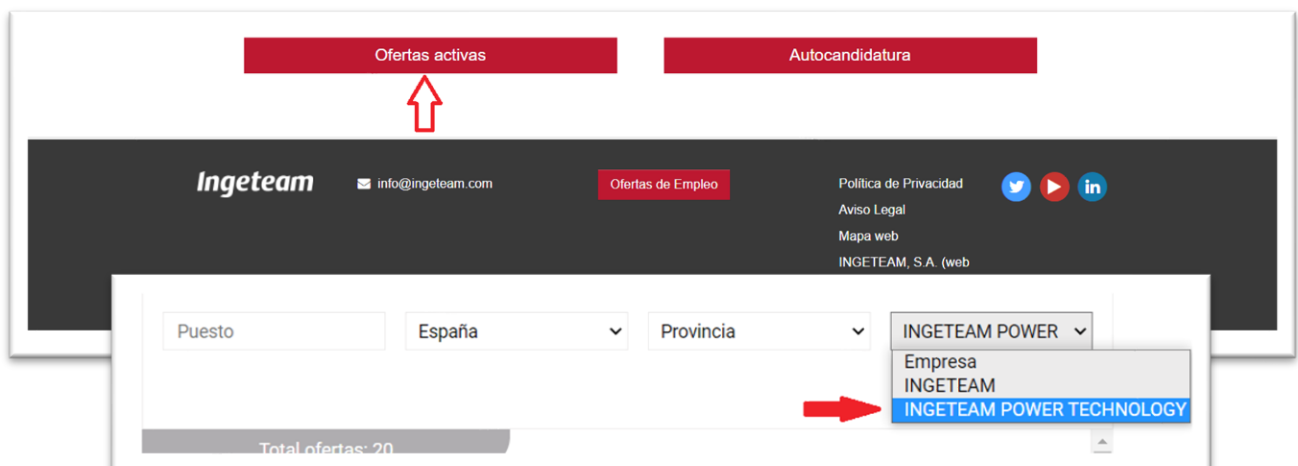 Ofertas activas
Autocandidatura
Ingeteam
info@ingeteam.com
Ofertas de Empleo
Política de Privacidad
Aviso Legal
Mapa web
INGETEAM, S.A. (web
Puesto
España
Provincia
INGETEAM POWER
Empresa
INGETEAM
INGETEAM POWER TECHNOLOGY
Total ofertas: 20